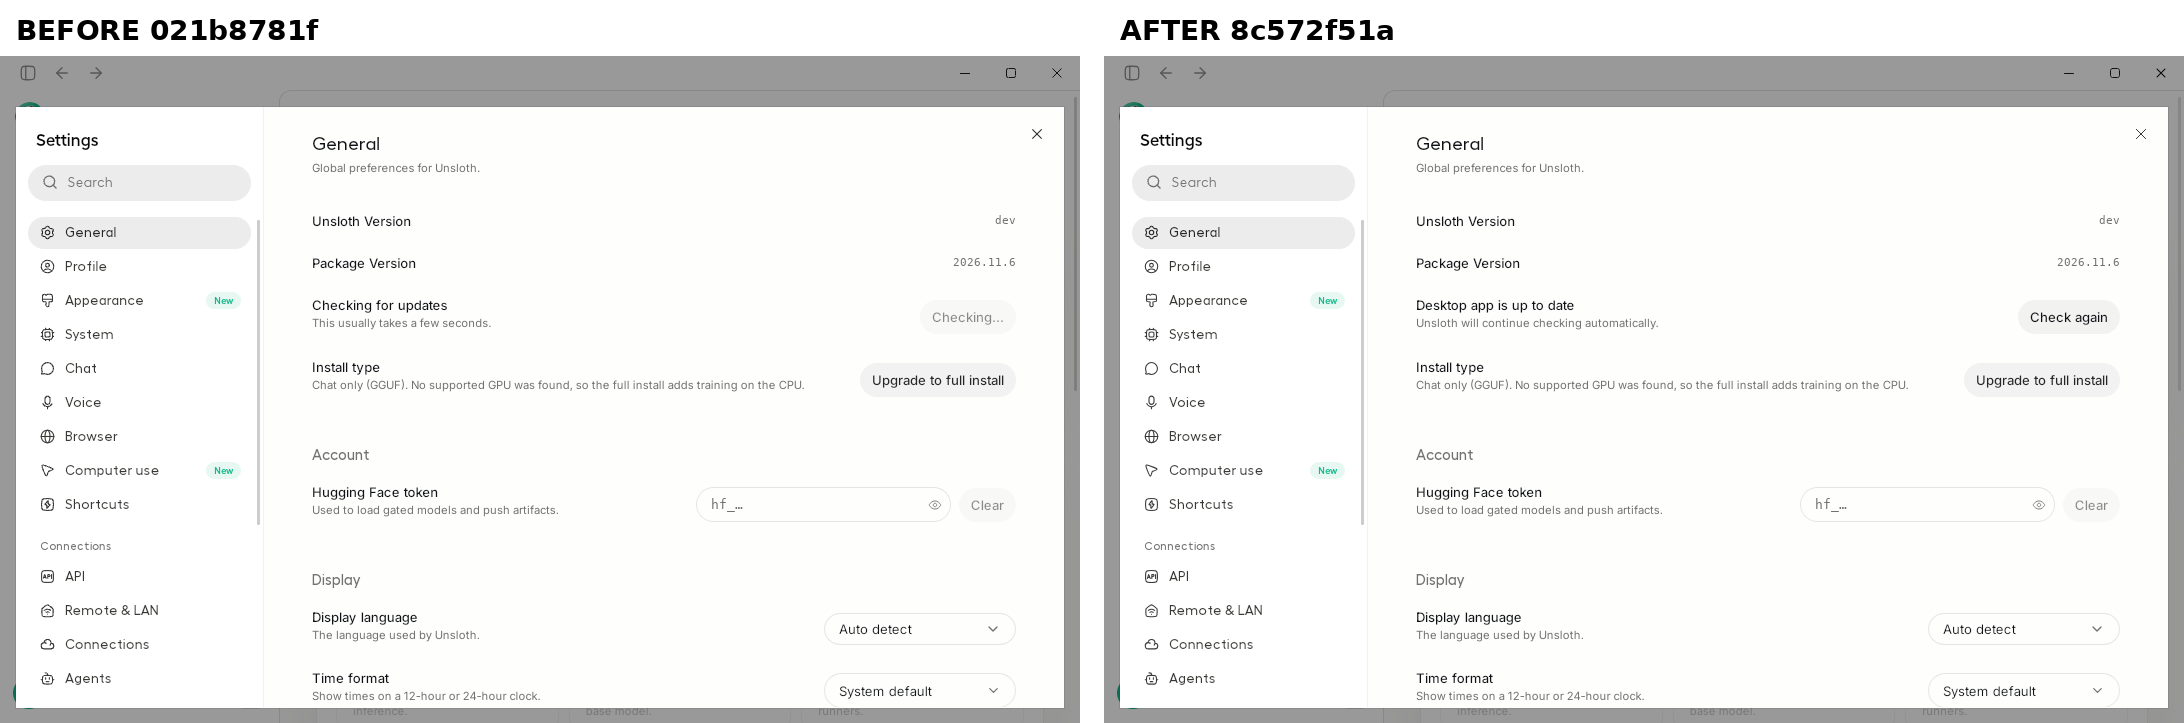 BEFORE 021b8781f
Settings
Search
General
Profile
Appearance New
System
Chat
Voice
Browser
Computer use New
Shortcuts
Connections
API
Remote & LAN
Connections
Agents
General
Global preferences for Unsloth.
Unsloth Version dev
Package Version 2026.11.6
Checking for updates
This usually takes a few seconds.
Checking...
Install type
Chat only (GGUF). No supported GPU was found, so the full install adds training on the CPU.
Upgrade to full install
Account
Hugging Face token
Used to load gated models and push artifacts.
hf_…
Clear
Display
Display language
The language used by Unsloth.
Auto detect
Time format
Show times on a 12-hour or 24-hour clock.
System default
inference. base model. runners.
AFTER 8c572f51a
Settings
Search
General
Profile
Appearance New
System
Chat
Voice
Browser
Computer use New
Shortcuts
Connections
API
Remote & LAN
Connections
Agents
General
Global preferences for Unsloth.
Unsloth Version dev
Package Version 2026.11.6
Desktop app is up to date
Unsloth will continue checking automatically.
Check again
Install type
Chat only (GGUF). No supported GPU was found, so the full install adds training on the CPU.
Upgrade to full install
Account
Hugging Face token
Used to load gated models and push artifacts.
hf_…
Clear
Display
Display language
The language used by Unsloth.
Auto detect
Time format
Show times on a 12-hour or 24-hour clock.
System default
inference. base model. runners.